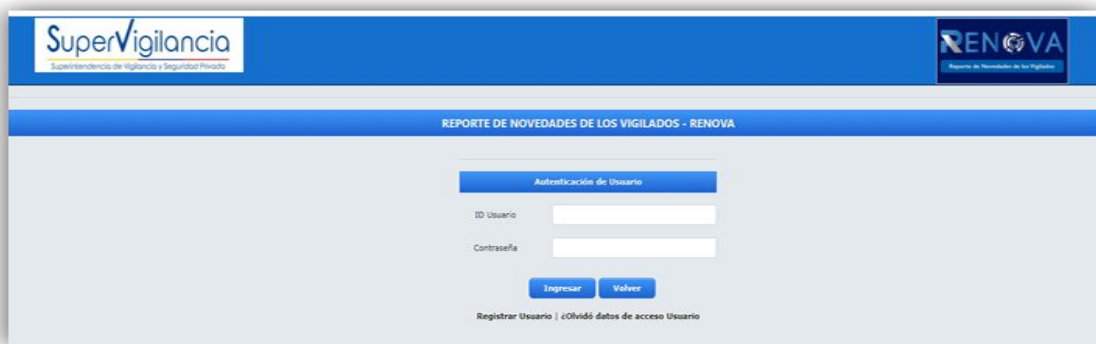 SuperVigilancia
Superintendencia de Vigilancia y Seguridad Privada
RENOVA
Reporte de Novedades de los Vigilados
REPORTE DE NOVEDADES DE LOS VIGILADOS - RENOVA
Autenticación de Usuario
ID Usuario
Contraseña
Ingresar Volver
Registrar Usuario | ¿Olvidó datos de acceso Usuario